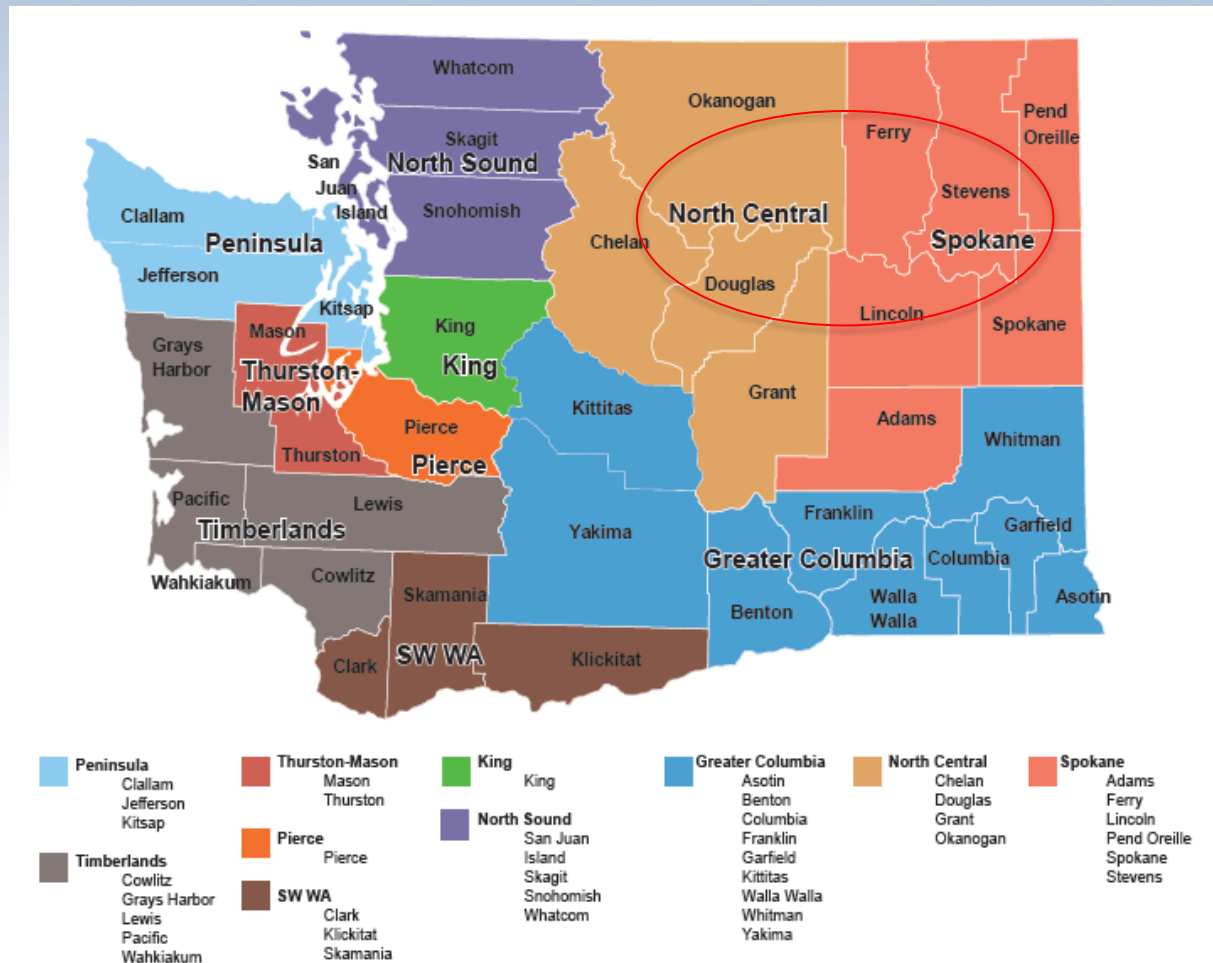 Whatcom
Okanogan
Pend
Oreille
Ferry
Skagit
North Sound
San
Juan
Island
Stevens
Snohomish
North Central
Clallam
Peninsula
Chelan
Spokane
Jefferson
Douglas
Kitsap
Lincoln
Spokane
Mason
King
Grays
Harbor
Thurston-
Mason
King
Grant
Kittitas
Adams
Pierce
Whitman
Thurston
Pierce
Pacific
Lewis
Franklin
Timberlands
Yakima
Garfield
Greater Columbia
Columbia
Wahkiakum
Cowlitz
Skamania
Benton
Walla
Walla
Asotin
Clark
SW WA
Klickitat
Peninsula
Clallam
Jefferson
Kitsap
Timberlands
Cowlitz
Grays Harbor
Lewis
Pacific
Wahkiakum
Thurston-Mason
Mason
Thurston
Pierce
Pierce
SW WA
Clark
Klickitat
Skamania
King
King
North Sound
San Juan
Island
Skagit
Snohomish
Whatcom
Greater Columbia
Asotin
Benton
Columbia
Franklin
Garfield
Kittitas
Walla Walla
Whitman
Yakima
North Central
Chelan
Douglas
Grant
Okanogan
Spokane
Adams
Ferry
Lincoln
Pend Oreille
Spokane
Stevens